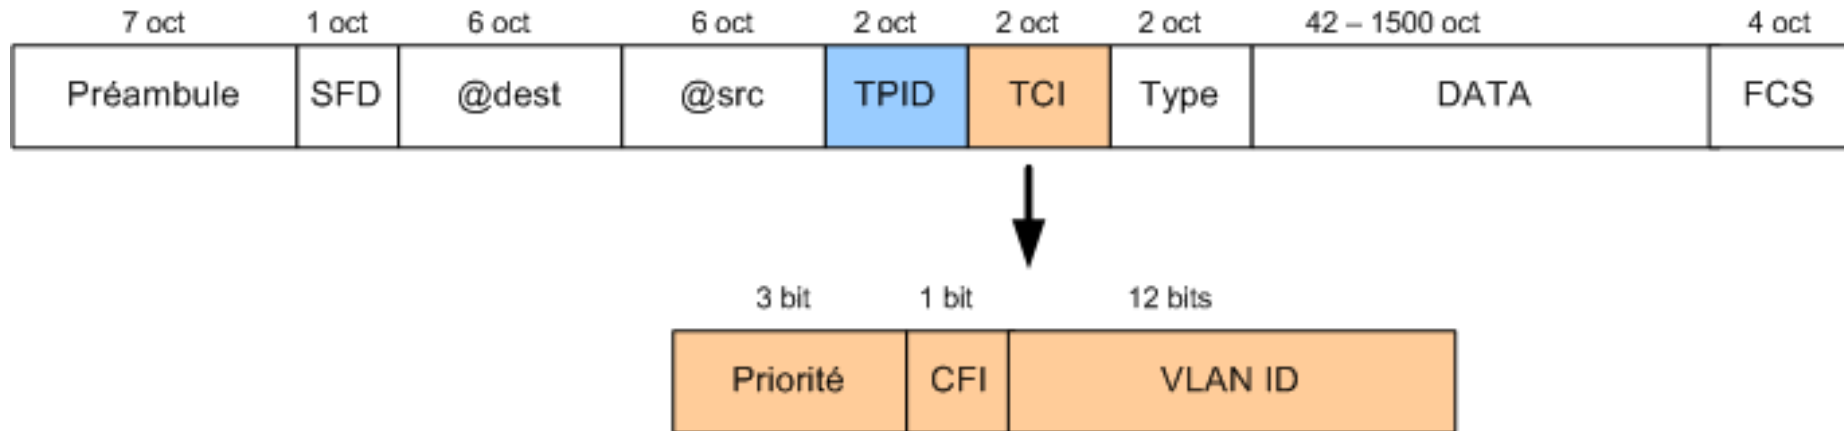 7 oct 1 oct 6 oct 6 oct 2 oct 2 oct 2 oct 42 – 1500 oct 4 oct
Préambule SFD @dest @src TPID TCI Type DATA FCS
3 bit 1 bit 12 bits
Priorité CFI VLAN ID